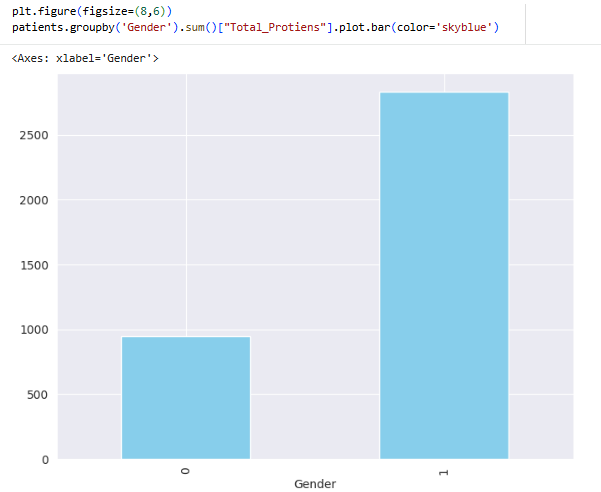 plt.figure(figsize=(8,6))
patients.groupby('Gender').sum()["Total_Protiens"].plot.bar(color='skyblue')
<Axes: xlabel='Gender'>
2500
2000
1500
1000
500
0
0
1
Gender